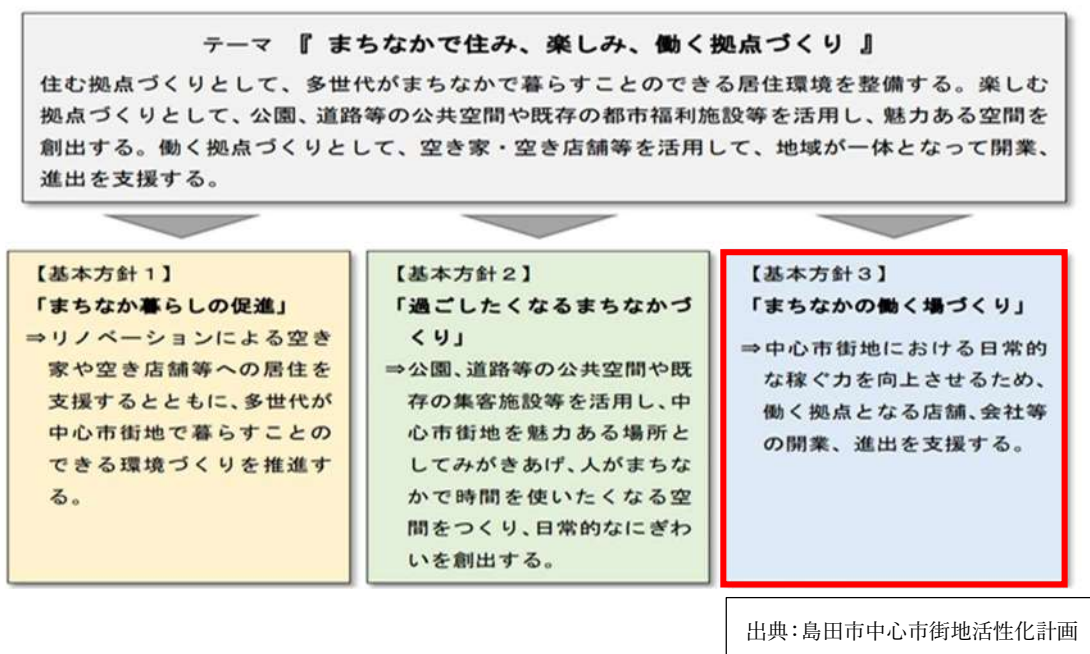 テーマ 『 まちなかで住み、楽しみ、働く拠点づくり 』
住む拠点づくりとして、多世代がまちなかで暮らすことのできる居住環境を整備する。楽しむ
拠点づくりとして、公園、道路等の公共空間や既存の都市福利施設等を活用し、魅力ある空間を
創出する。働く拠点づくりとして、空き家・空き店舗等を活用して、地域が一体となって開業、
進出を支援する。
【基本方針1】
「まちなか暮らしの促進」
⇒リノベーションによる空き
家や空き店舗等への居住を
支援するとともに、多世代が
中心市街地で暮らすことの
できる環境づくりを推進す
る。
【基本方針2】
「過ごしたくなるまちなかづ
くり」
⇒公園、道路等の公共空間や既
存の集客施設等を活用し、中
心市街地を魅力ある場所と
してみがきあげ、人がまちな
かで時間を使いたくなる空
間をつくり、日常的なにぎわ
いを創出する。
【基本方針3】
「まちなかの働く場づくり」
⇒中心市街地における日常的
な稼ぐ力を向上させるため、
働く拠点となる店舗、会社等
の開業、進出を支援する。
出典：島田市中心市街地活性化計画